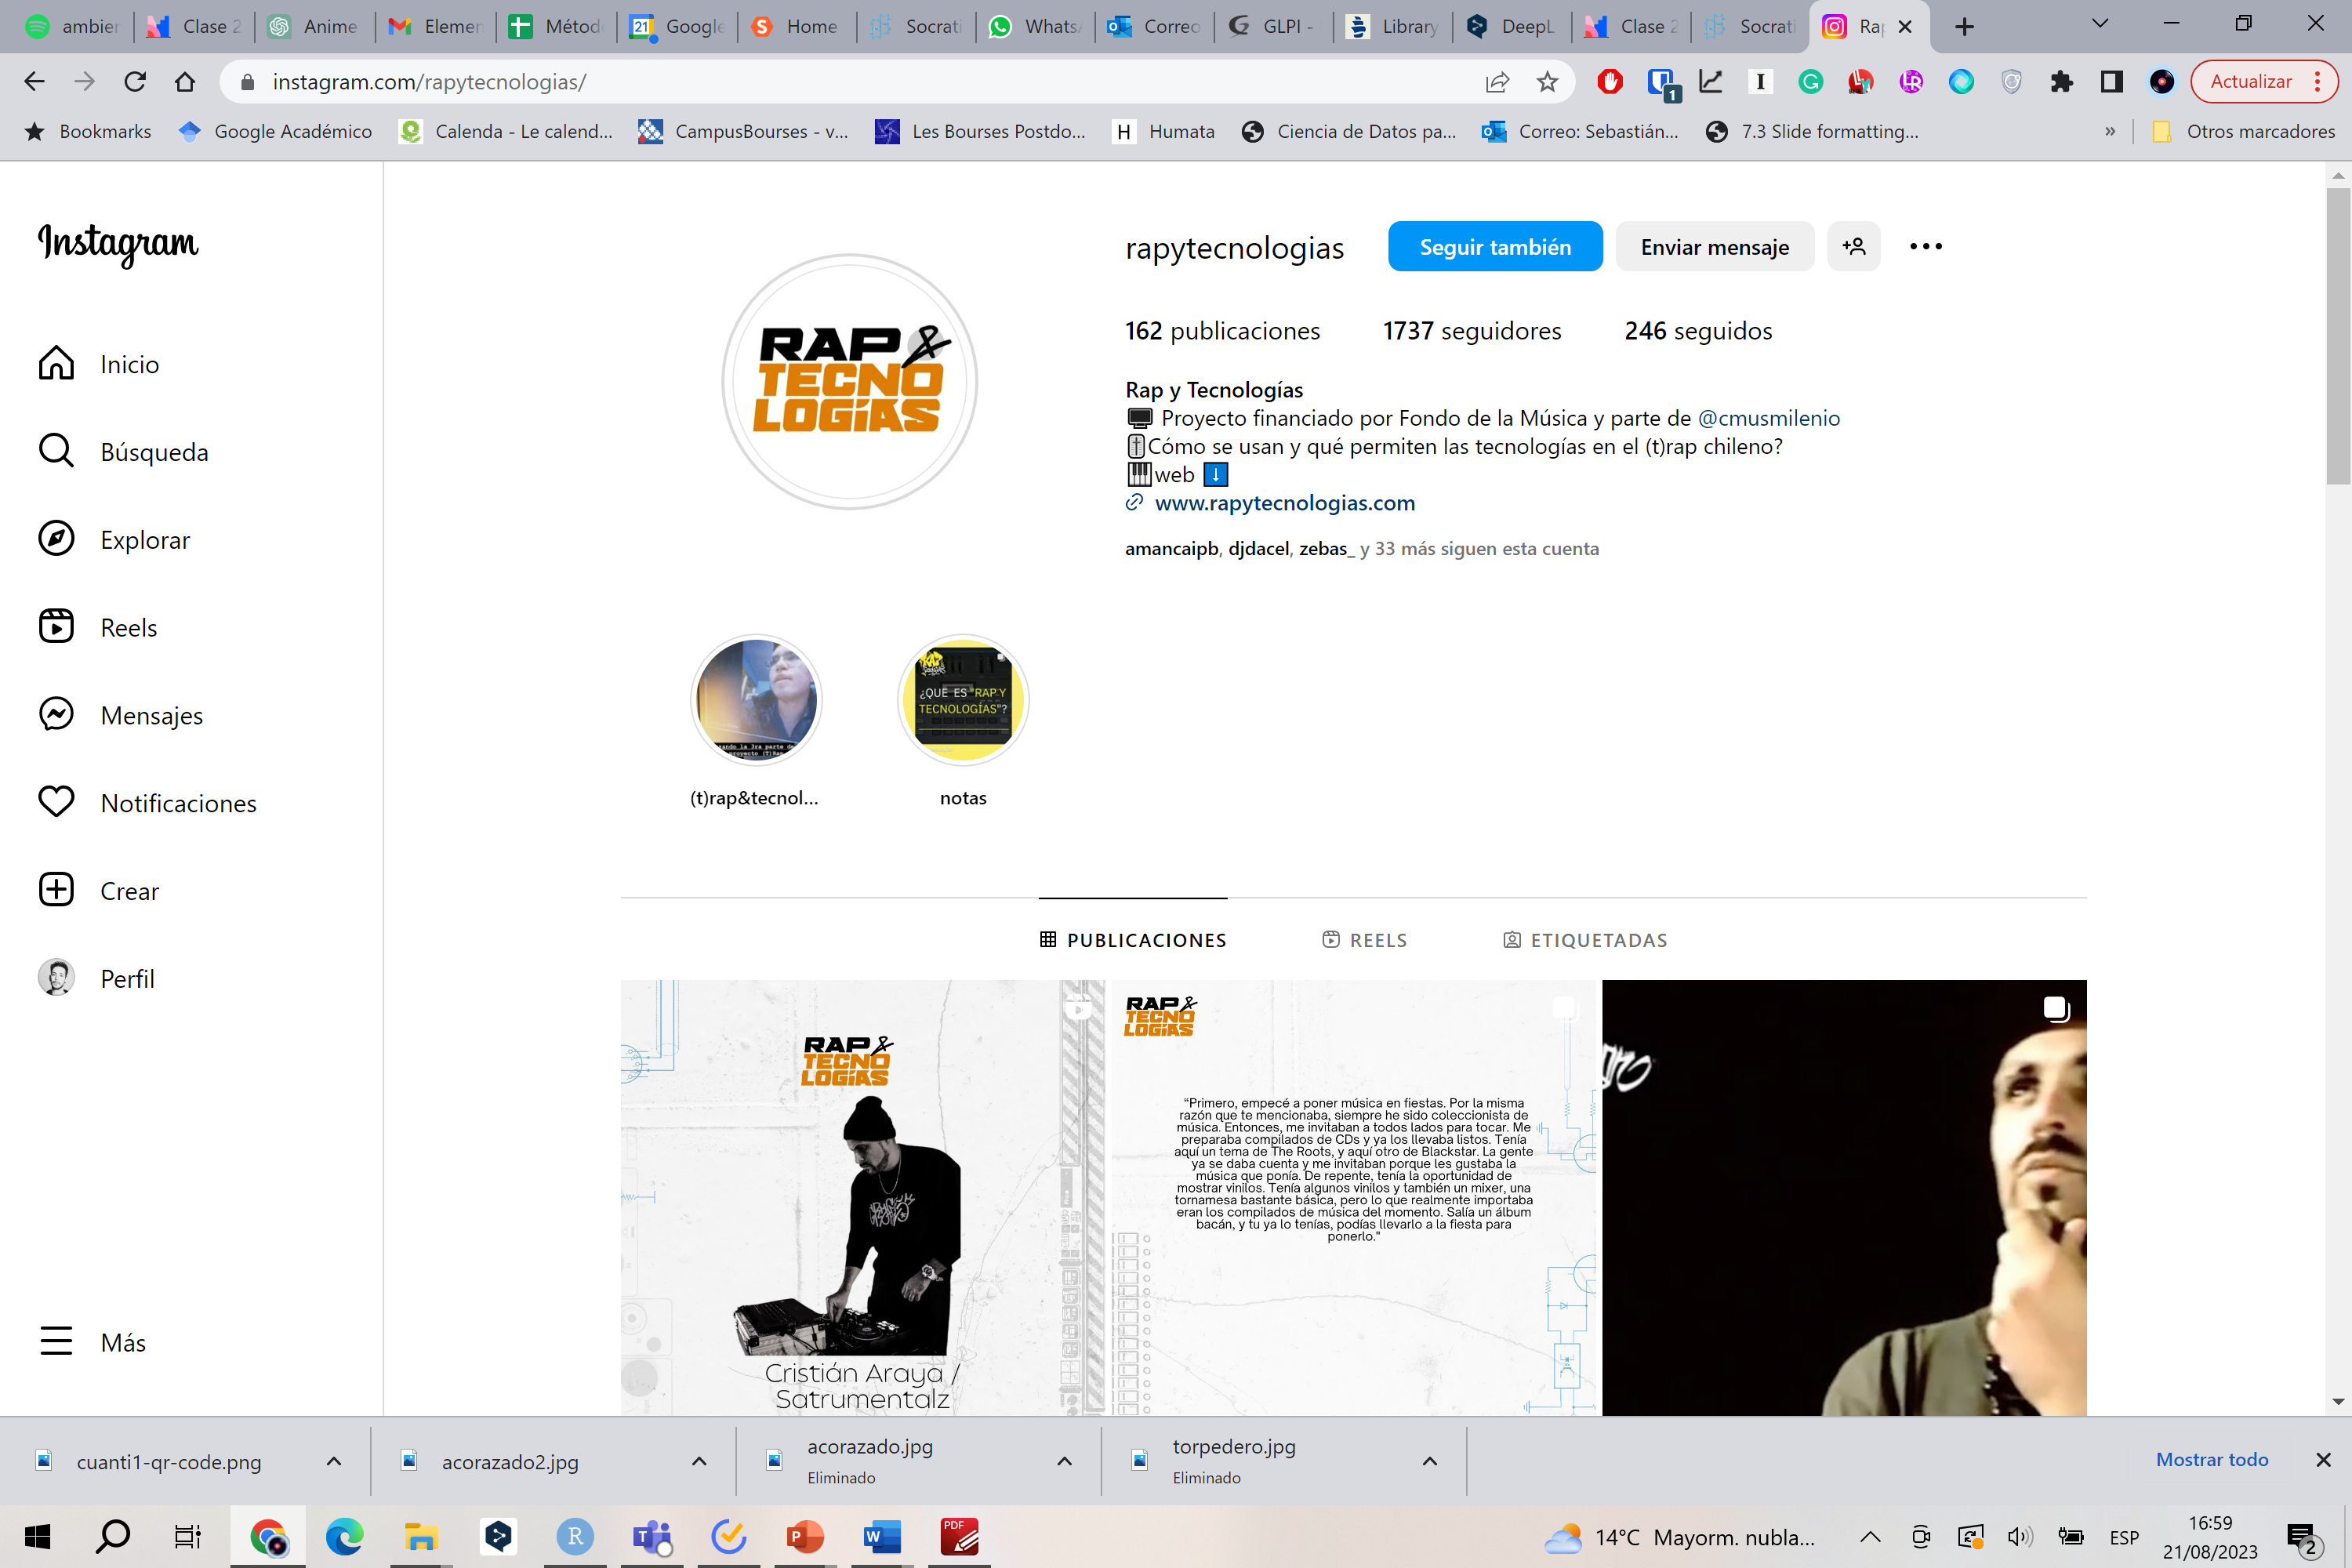 ambier
Clase 2
Anime
Elemen
Métod
Google
Home
Socrati
Whats
Correo
GLPI -
Library
DeepL
Clase 2
Socrati
Rap
instagram.com/rapytecnologias/
1
Actualizar
Bookmarks
Google Académico
Calenda - Le calend...
CampusBourses - v...
Les Bourses Postdo...
H Humata
Ciencia de Datos pa...
Correo: Sebastián...
7.3 Slide formatting...
»
Otros marcadores
Instagram
Inicio
Búsqueda
Explorar
Reels
Mensajes
Notificaciones
Crear
Perfil
Más
RAP &
TECNO
LOGÍAS
rapytecnologias
Seguir también
Enviar mensaje
162 publicaciones
1737 seguidores
246 seguidos
Rap y Tecnologías
Proyecto financiado por Fondo de la Música y parte de @cmusmilenio
Cómo se usan y qué permiten las tecnologías en el (t)rap chileno?
web
www.rapytecnologias.com
amancaipb, djdacel, zebas_ y 33 más siguen esta cuenta
¿QUÉ ES "RAP Y
TECNOLOGÍAS"?
(t)rap&tecnol...
notas
PUBLICACIONES
REELS
ETIQUETADAS
RAP &
TECNO
LOGÍAS
Cristián Araya /
Satrumentalz
RAP &
TECNO
LOGÍAS
“Primero, empecé a poner música en fiestas. Por la misma
razón que te mencionaba, siempre he sido coleccionista de
música. Entonces, me invitaban a todos lados para tocar. Me
preparaba compilados de CDs y ya los llevaba listos. Tenía
aquí un tema de The Roots, y aquí otro de Blackstar. La gente
ya se daba cuenta y me invitaban porque les gustaba la
música que ponía. De repente, tenía la oportunidad de
mostrar vinilos. Tenía algunos vinilos y también un mixer, una
tornamesa bastante básica, pero lo que realmente importaba
eran los compilados de música del momento. Salía un álbum
bacán, y tu ya lo tenías, podías llevarlo a la fiesta para
ponerlo."
cuanti1-qr-code.png
acorazado2.jpg
acorazado.jpg
Eliminado
torpedero.jpg
Eliminado
Mostrar todo
14°C Mayorm. nubla...
ESP
16:59
21/08/2023
2